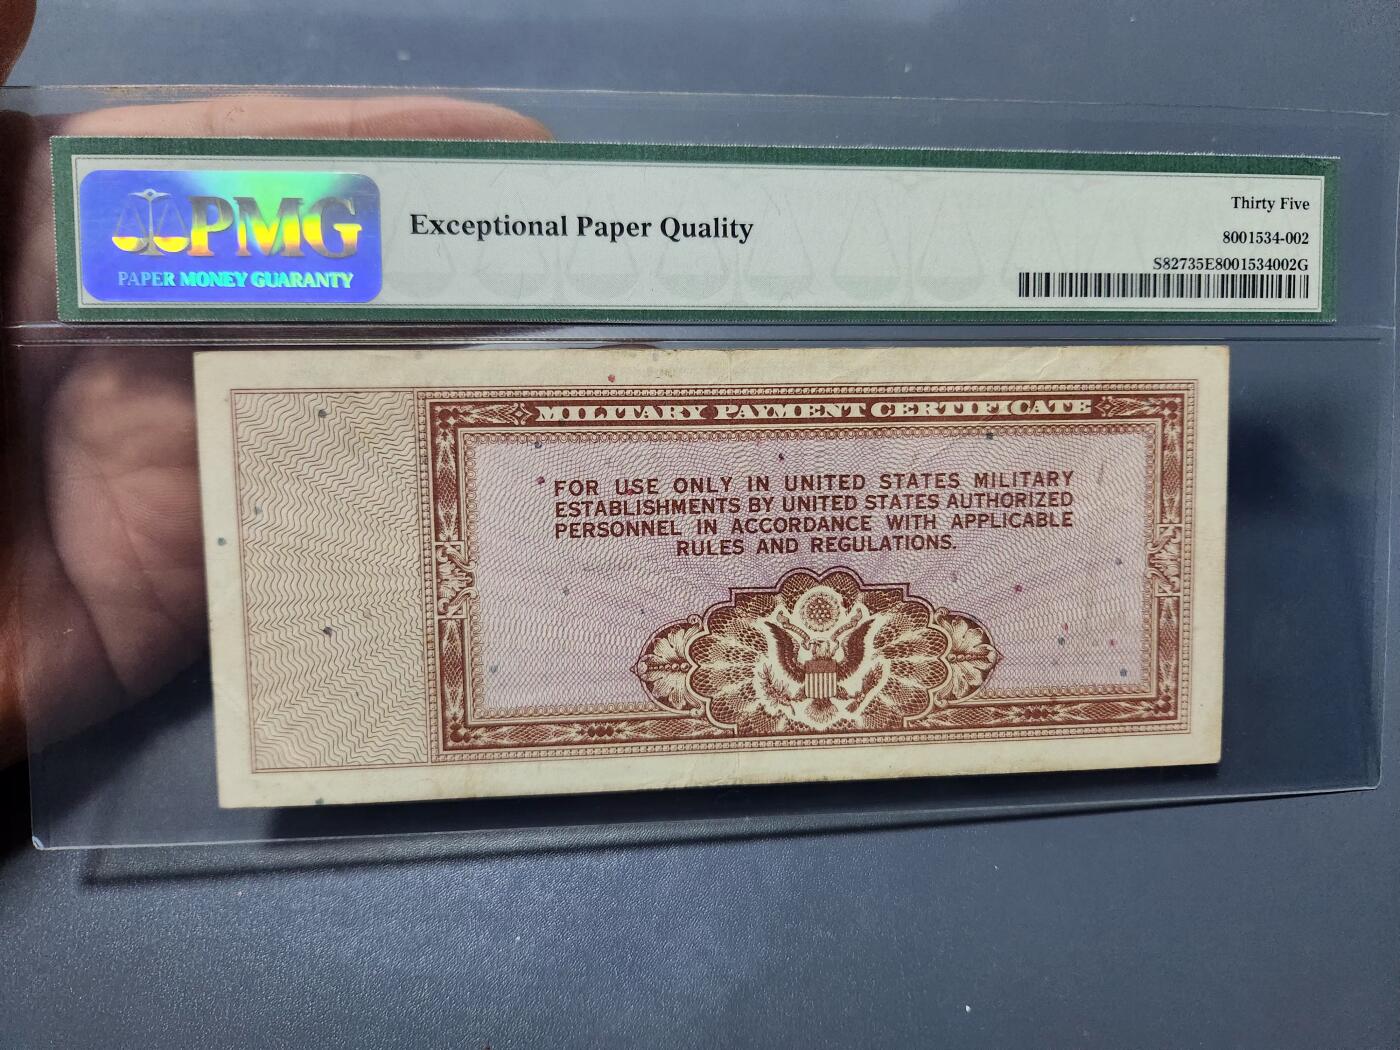 PMG
PAPER MONEY GUARANTY
Exceptional Paper Quality
Thirty Five
8001534-002
S82735E8001534002G
MILITARY PAYMENT CERTIFICATE
FOR USE ONLY IN UNITED STATES MILITARY
ESTABLISHMENTS BY UNITED STATES AUTHORIZED
PERSONNEL IN ACCORDANCE WITH APPLICABLE
RULES AND REGULATIONS.